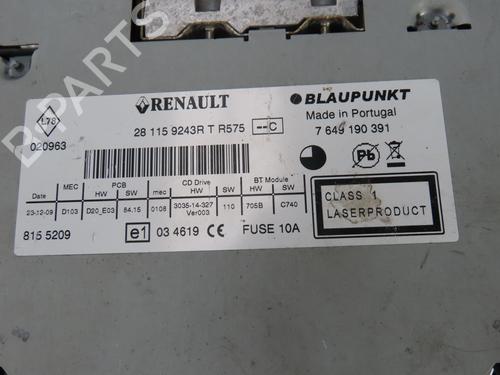 B-PARTS
L78
020963
RENAULT
28 115 9243R T R575
--C
BLAUPUNKT
Made in Portugal
7 649 190 391
Pb
MEC PCB mec CD Drive BT Module
Date HW SW HW SW HW SW
23-12-09 D103 D20_E03 84.15 0108 3035-14-327 Ver003 110 705B C740
CLASS 1
LASERPRODUCT
815 5209
e1 03 4619 CE FUSE 10A